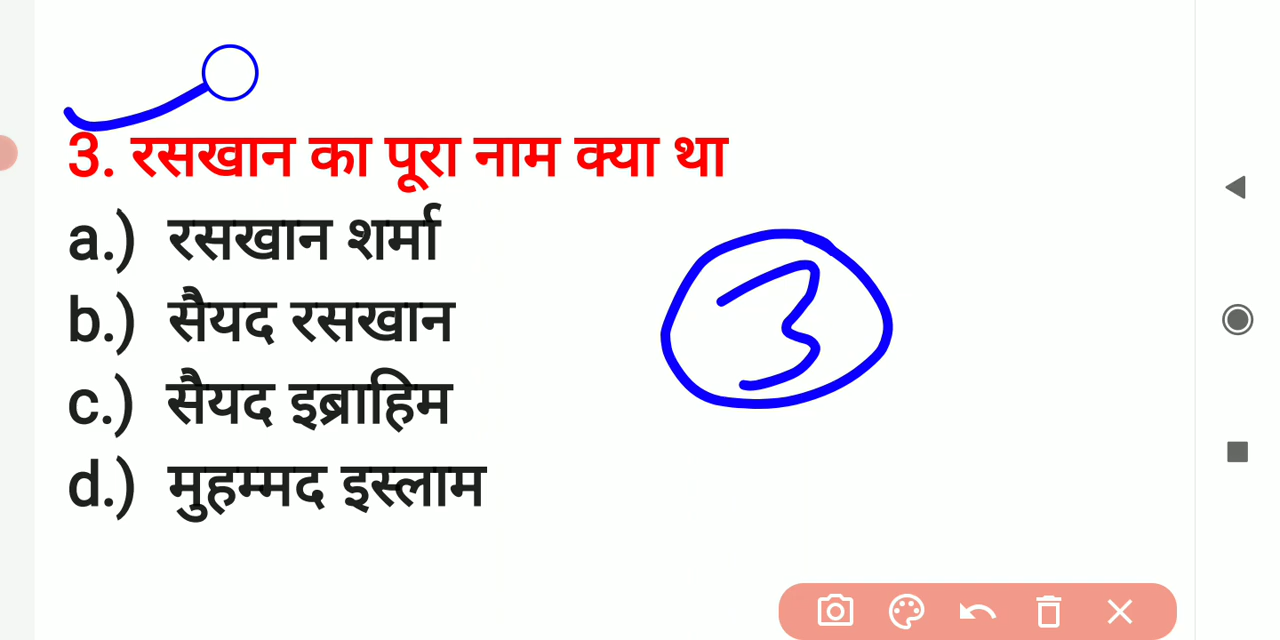 3. रसखान का पूरा नाम क्या था
a.) रसखान शर्मा
b.) सैयद रसखान
3
c.) सैयद इब्राहिम
d.) मुहम्मद इस्लाम